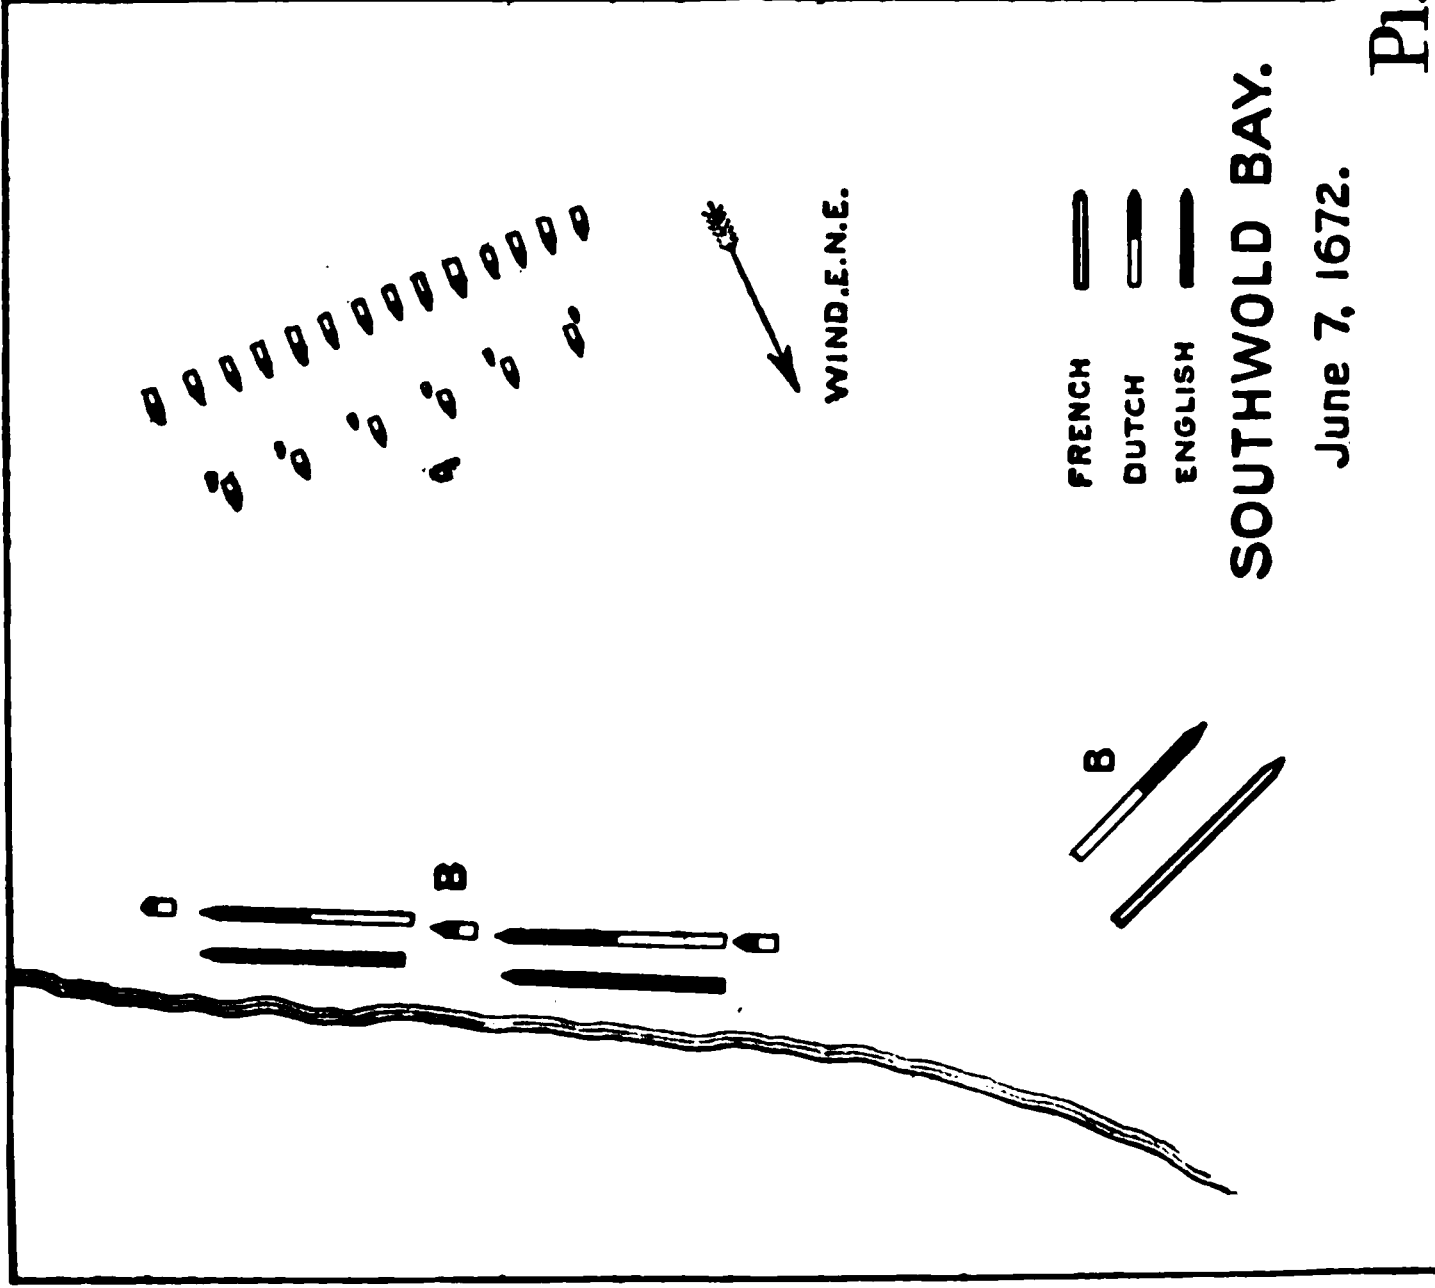 WIND.E.N.E.
FRENCH
DUTCH
ENGLISH
SOUTHWOLD BAY.
June 7, 1672.
B
B
Pl.